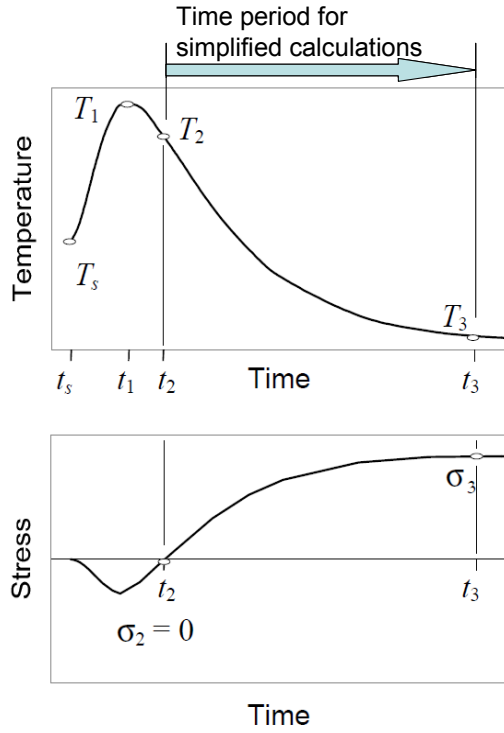 Time period for
simplified calculations
T₁
T₂
Temperature
Tₛ
T₃
tₛ t₁ t₂ Time t₃
σ₃
Stress
t₂ t₃
σ₂ = 0
Time